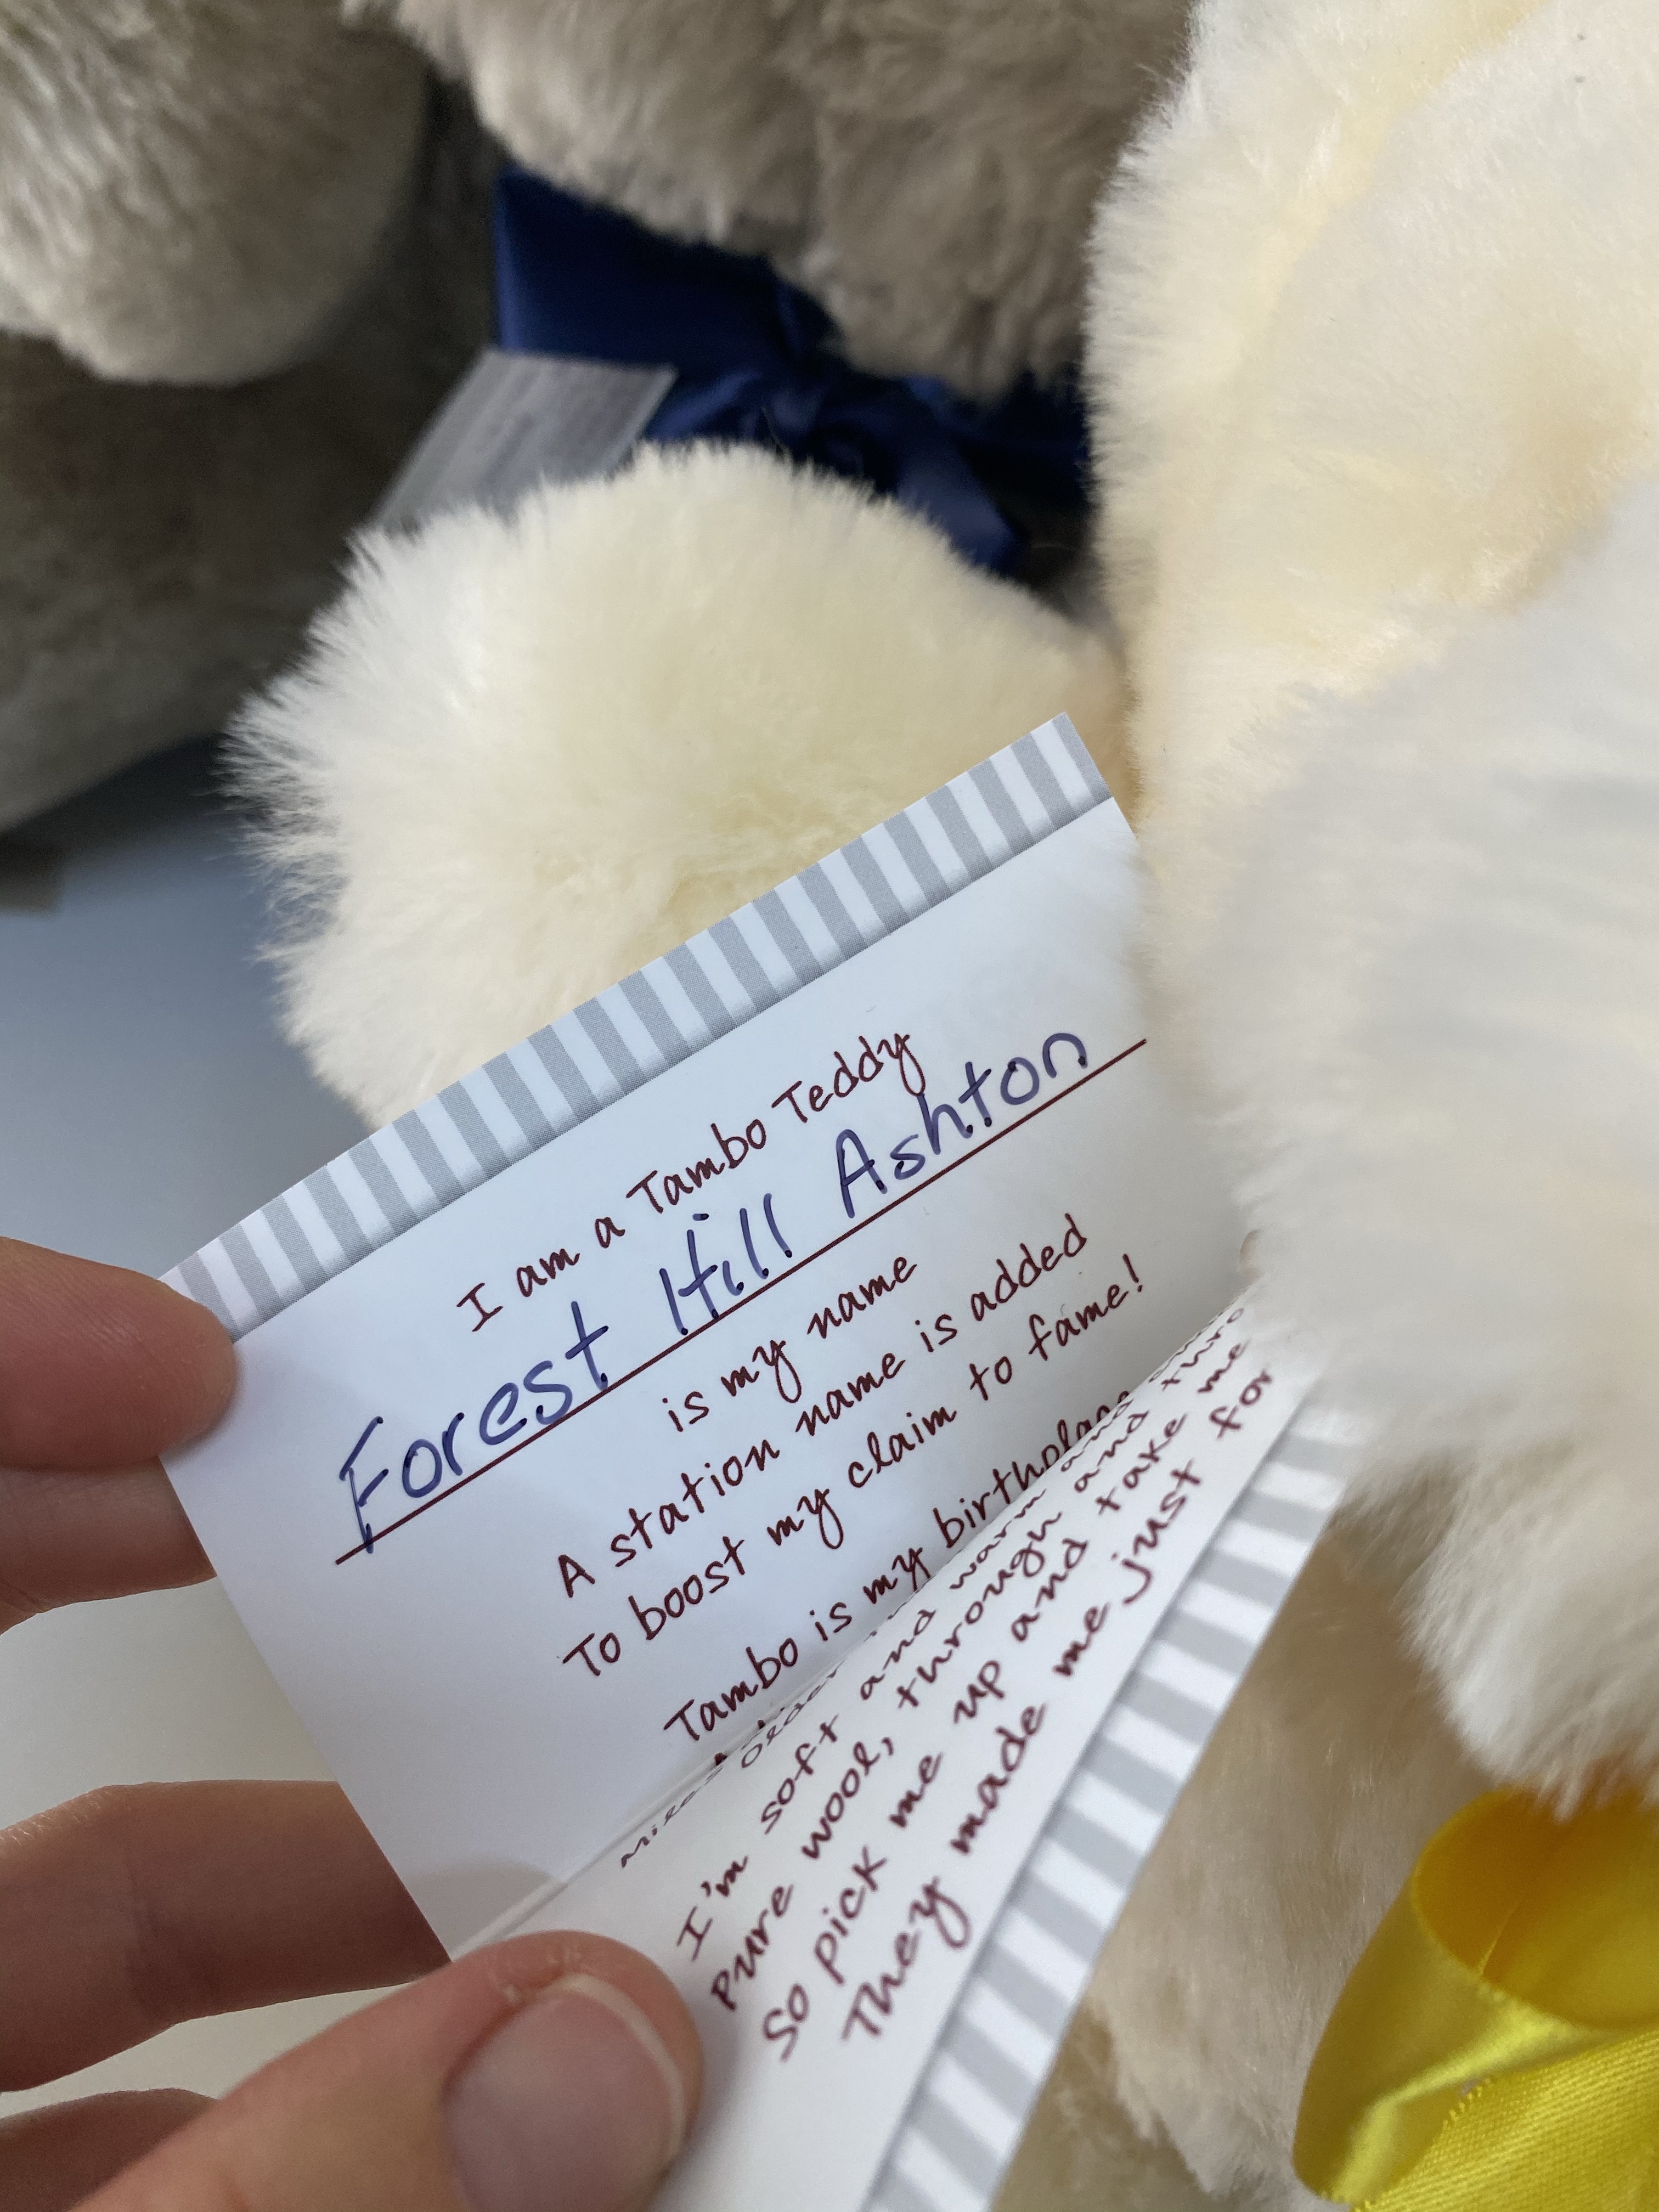 I am a Tambo Teddy
Forest Hill Ashton
is my name
A station name is added
To boost my claim to fame!
Tambo is my birthplace
I'm soft and warm and
pure wool, through and thro
So pick me up and take me
They made me just for